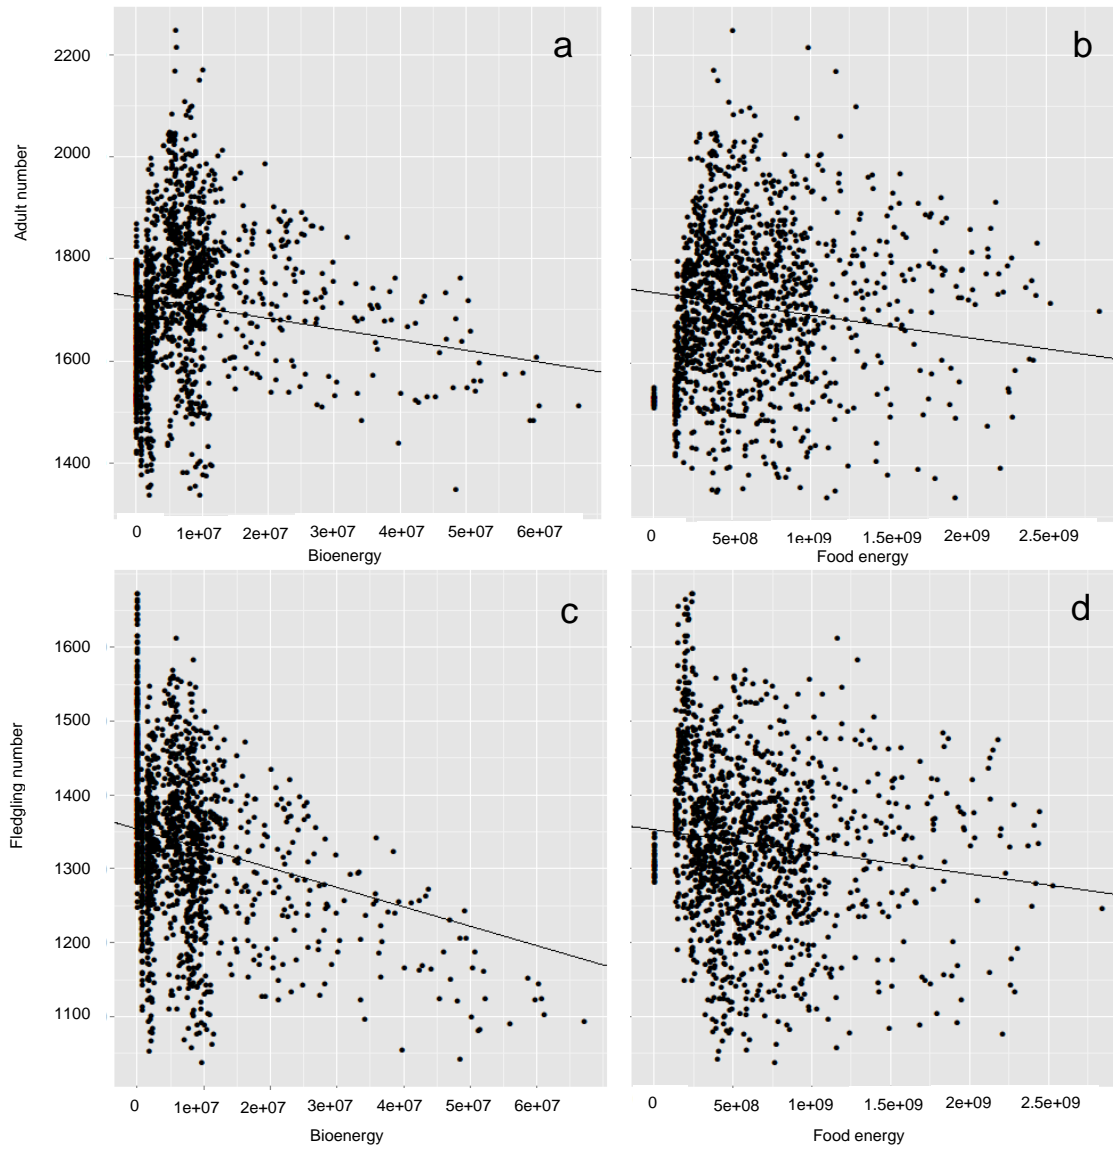 a
b
2200
2000
1800
1600
1400
Adult number
0
1e+07
2e+07
3e+07
4e+07
5e+07
6e+07
Bioenergy
0
5e+08
1e+09
1.5e+09
2e+09
2.5e+09
Food energy
c
d
1600
1500
1400
1300
1200
1100
Fledgling number
0
1e+07
2e+07
3e+07
4e+07
5e+07
6e+07
Bioenergy
0
5e+08
1e+09
1.5e+09
2e+09
2.5e+09
Food energy